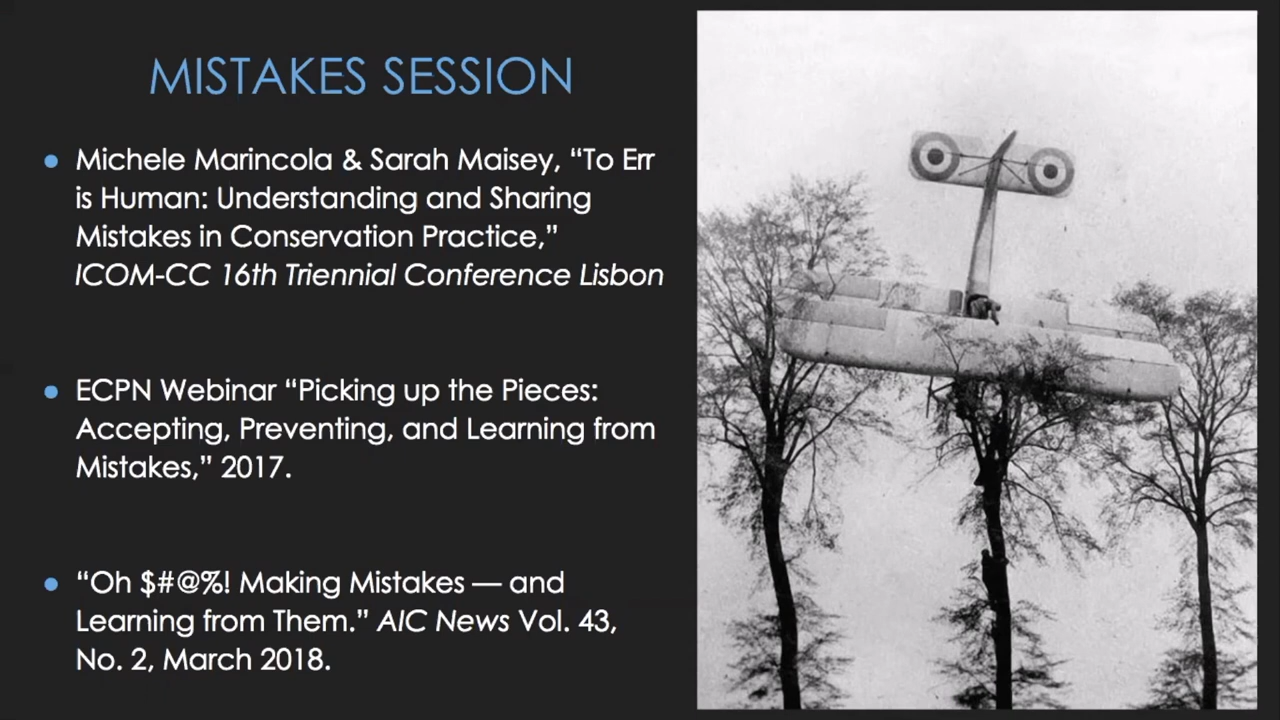 MISTAKES SESSION
● Michele Marincola & Sarah Maisey, “To Err
is Human: Understanding and Sharing
Mistakes in Conservation Practice,”
ICOM-CC 16th Triennial Conference Lisbon
● ECPN Webinar “Picking up the Pieces:
Accepting, Preventing, and Learning from
Mistakes,” 2017.
● “Oh $#@%! Making Mistakes — and
Learning from Them.” AIC News Vol. 43,
No. 2, March 2018.